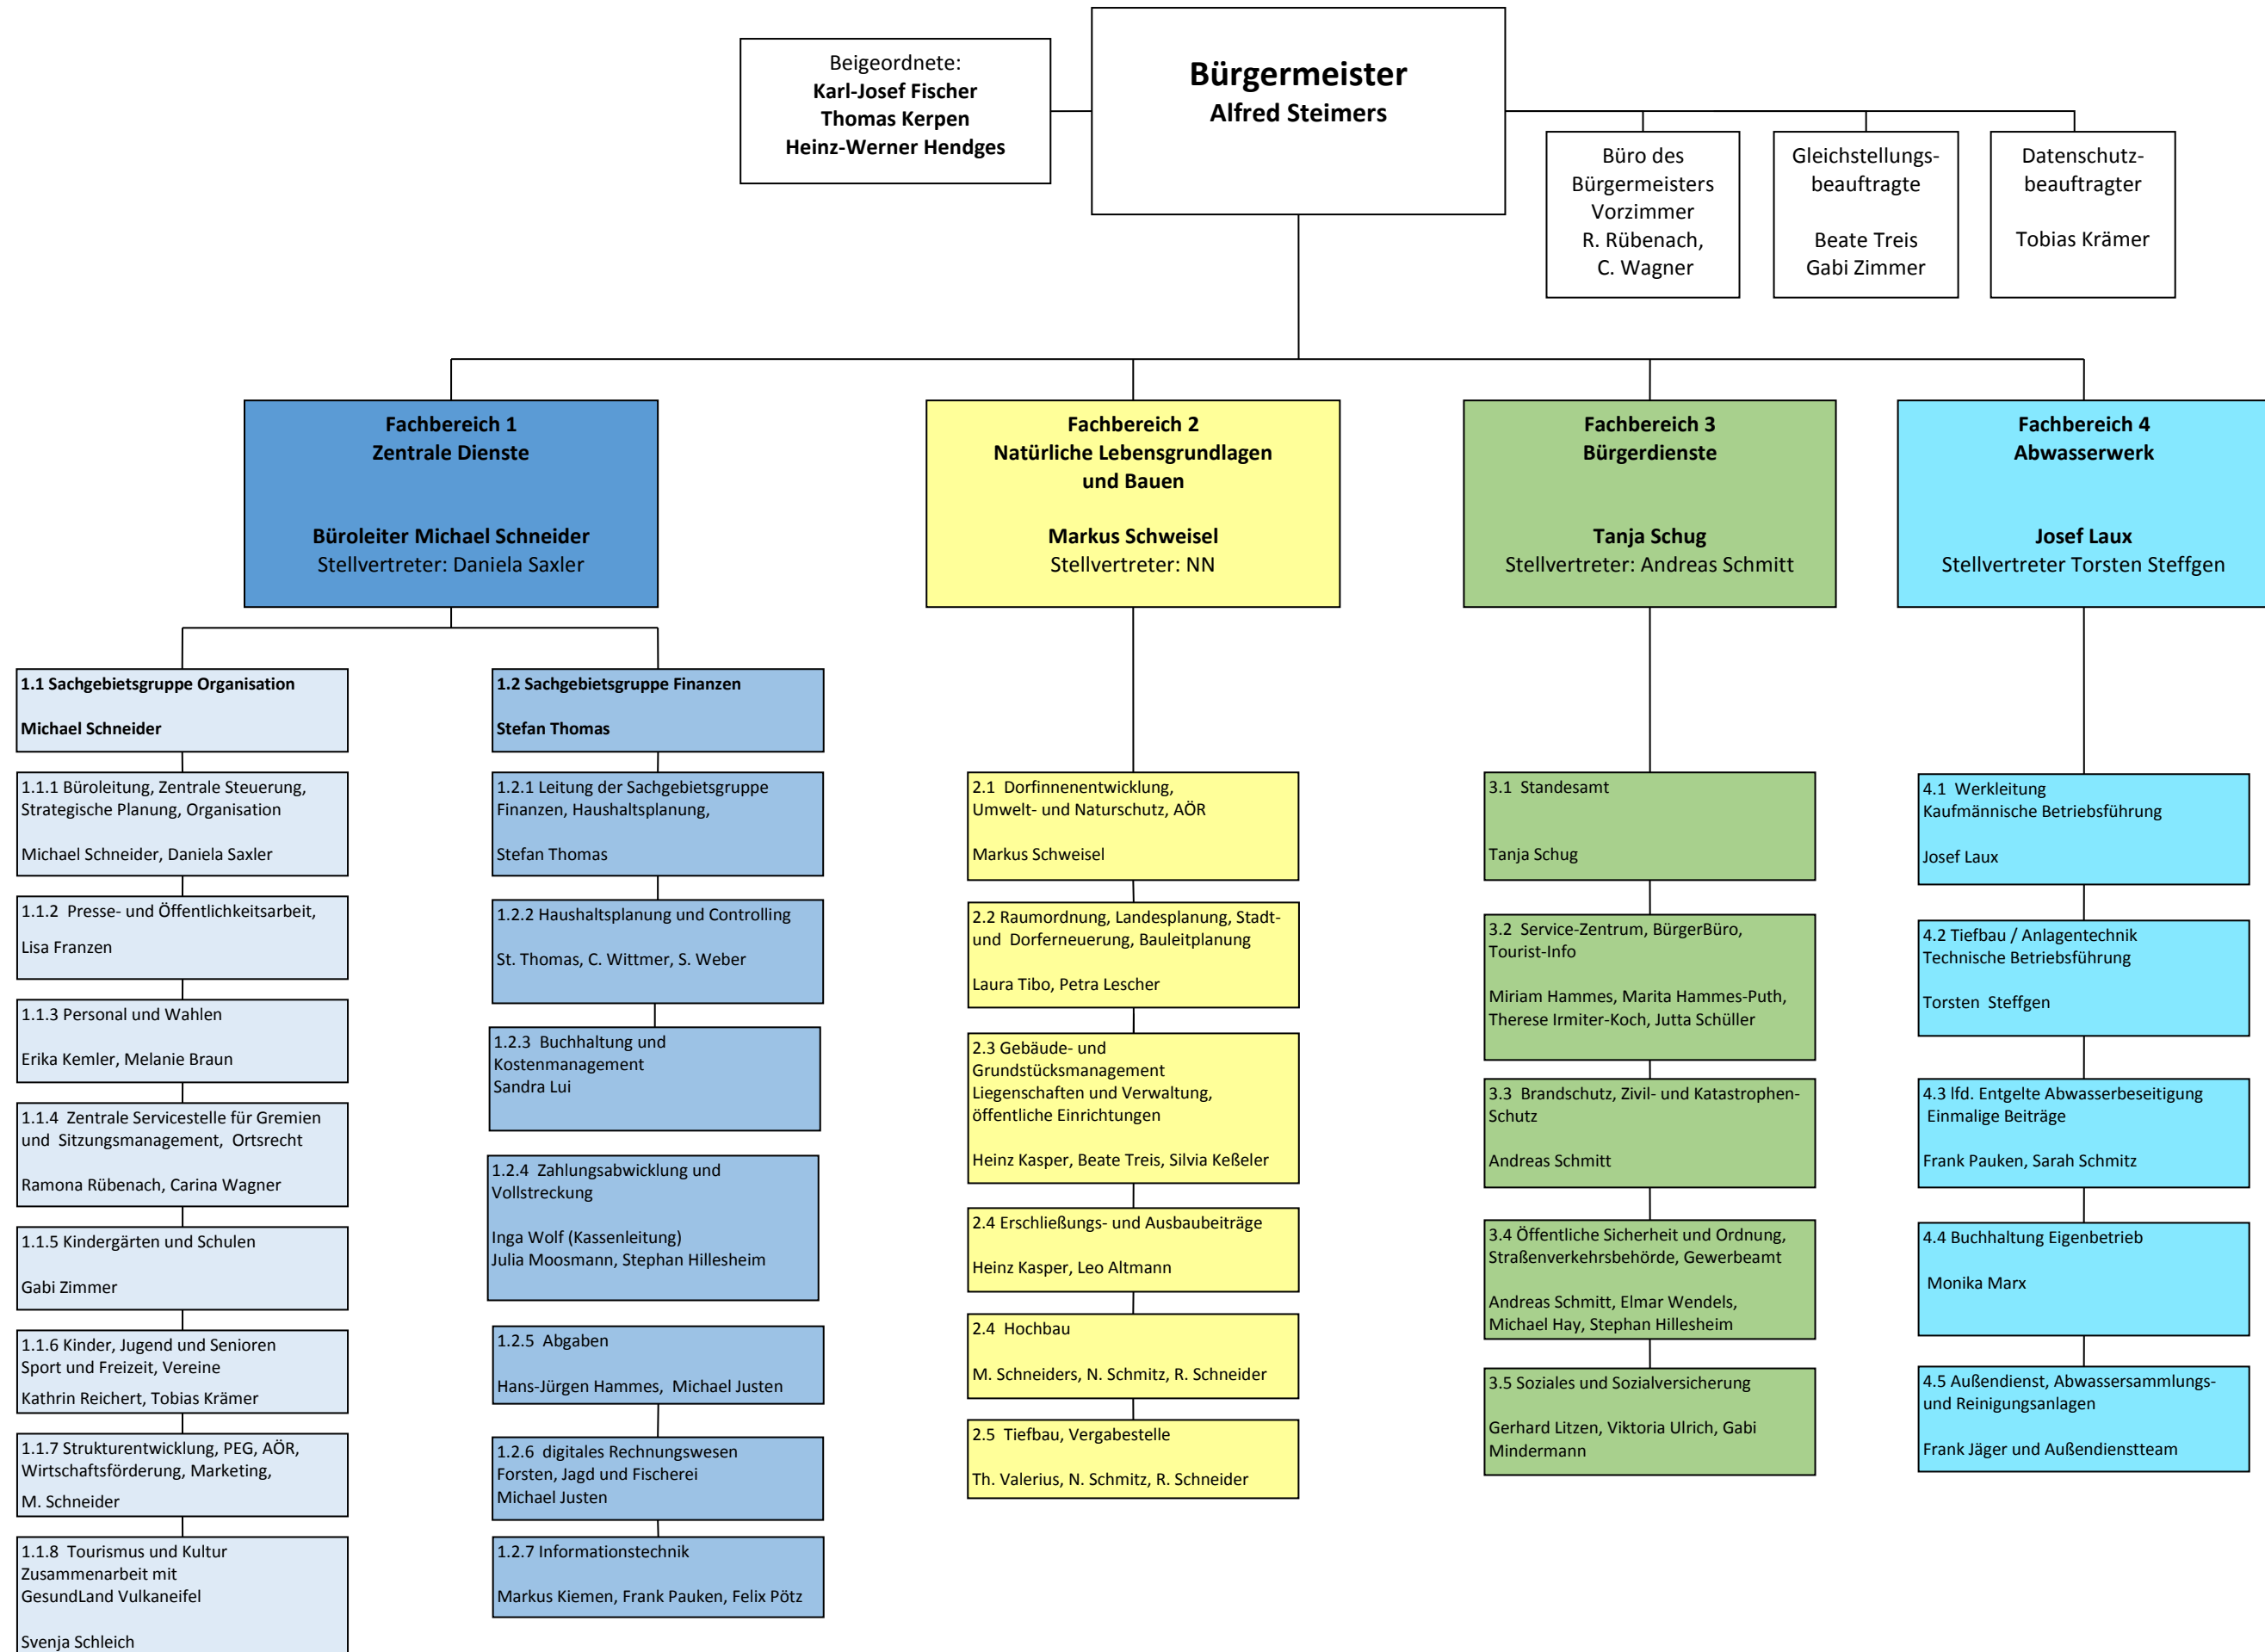 Beigeordnete:
Karl-Josef Fischer
Thomas Kerpen
Heinz-Werner Hendges
Bürgermeister
Alfred Steimers
Büro des
Bürgermeisters
Vorzimmer
R. Rübenach,
C. Wagner
Gleichstellungs-
beauftragte
Beate Treis
Gabi Zimmer
Datenschutz-
beauftragter
Tobias Krämer
Fachbereich 1
Zentrale Dienste
Büroleiter Michael Schneider
Stellvertreter: Daniela Saxler
Fachbereich 2
Natürliche Lebensgrundlagen
und Bauen
Markus Schweisel
Stellvertreter: NN
Fachbereich 3
Bürgerdienste
Tanja Schug
Stellvertreter: Andreas Schmitt
Fachbereich 4
Abwasserwerk
Josef Laux
Stellvertreter Torsten Steffgen
1.1 Sachgebietsgruppe Organisation
Michael Schneider
1.1.1 Büroleitung, Zentrale Steuerung,
Strategische Planung, Organisation
Michael Schneider, Daniela Saxler
1.1.2 Presse- und Öffentlichkeitsarbeit,
Lisa Franzen
1.1.3 Personal und Wahlen
Erika Kemler, Melanie Braun
1.1.4 Zentrale Servicestelle für Gremien
und Sitzungsmanagement, Ortsrecht
Ramona Rübenach, Carina Wagner
1.1.5 Kindergärten und Schulen
Gabi Zimmer
1.1.6 Kinder, Jugend und Senioren
Sport und Freizeit, Vereine
Kathrin Reichert, Tobias Krämer
1.1.7 Strukturentwicklung, PEG, AÖR,
Wirtschaftsförderung, Marketing,
M. Schneider
1.1.8 Tourismus und Kultur
Zusammenarbeit mit
GesundLand Vulkaneifel
Svenja Schleich
1.2 Sachgebietsgruppe Finanzen
Stefan Thomas
1.2.1 Leitung der Sachgebietsgruppe
Finanzen, Haushaltsplanung,
Stefan Thomas
1.2.2 Haushaltsplanung und Controlling
St. Thomas, C. Wittmer, S. Weber
1.2.3 Buchhaltung und
Kostenmanagement
Sandra Lui
1.2.4 Zahlungsabwicklung und
Vollstreckung
Inga Wolf (Kassenleitung)
Julia Moosmann, Stephan Hillesheim
1.2.5 Abgaben
Hans-Jürgen Hammes, Michael Justen
1.2.6 digitales Rechnungswesen
Forsten, Jagd und Fischerei
Michael Justen
1.2.7 Informationstechnik
Markus Kiemen, Frank Pauken, Felix Pötz
2.1 Dorfinnenentwicklung,
Umwelt- und Naturschutz, AÖR
Markus Schweisel
2.2 Raumordnung, Landesplanung, Stadt-
und Dorferneuerung, Bauleitplanung
Laura Tibo, Petra Lescher
2.3 Gebäude- und
Grundstücksmanagement
Liegenschaften und Verwaltung,
öffentliche Einrichtungen
Heinz Kasper, Beate Treis, Silvia Keßeler
2.4 Erschließungs- und Ausbaubeiträge
Heinz Kasper, Leo Altmann
2.4 Hochbau
M. Schneiders, N. Schmitz, R. Schneider
2.5 Tiefbau, Vergabestelle
Th. Valerius, N. Schmitz, R. Schneider
3.1 Standesamt
Tanja Schug
3.2 Service-Zentrum, BürgerBüro,
Tourist-Info
Miriam Hammes, Marita Hammes-Puth,
Therese Irmiter-Koch, Jutta Schüller
3.3 Brandschutz, Zivil- und Katastrophen-
Schutz
Andreas Schmitt
3.4 Öffentliche Sicherheit und Ordnung,
Straßenverkehrsbehörde, Gewerbeamt
Andreas Schmitt, Elmar Wendels,
Michael Hay, Stephan Hillesheim
3.5 Soziales und Sozialversicherung
Gerhard Litzen, Viktoria Ulrich, Gabi
Mindermann
4.1 Werkleitung
Kaufmännische Betriebsführung
Josef Laux
4.2 Tiefbau / Anlagentechnik
Technische Betriebsführung
Torsten Steffgen
4.3 lfd. Entgelte Abwasserbeseitigung
Einmalige Beiträge
Frank Pauken, Sarah Schmitz
4.4 Buchhaltung Eigenbetrieb
Monika Marx
4.5 Außendienst, Abwassersammlungs-
und Reinigungsanlagen
Frank Jäger und Außendienstteam